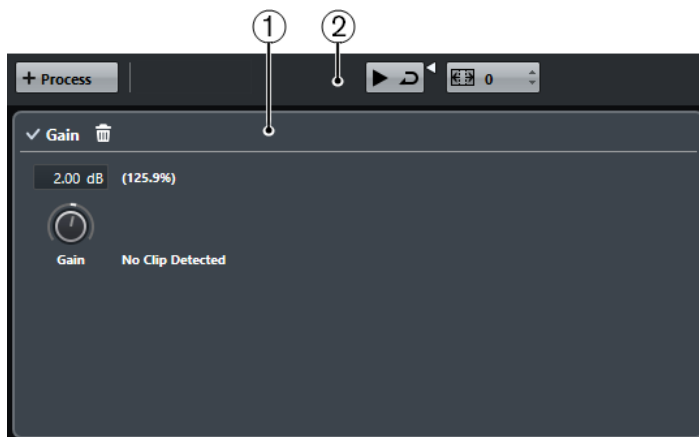 1 2
+ Process 0
Gain
2.00 dB (125.9%)
Gain No Clip Detected